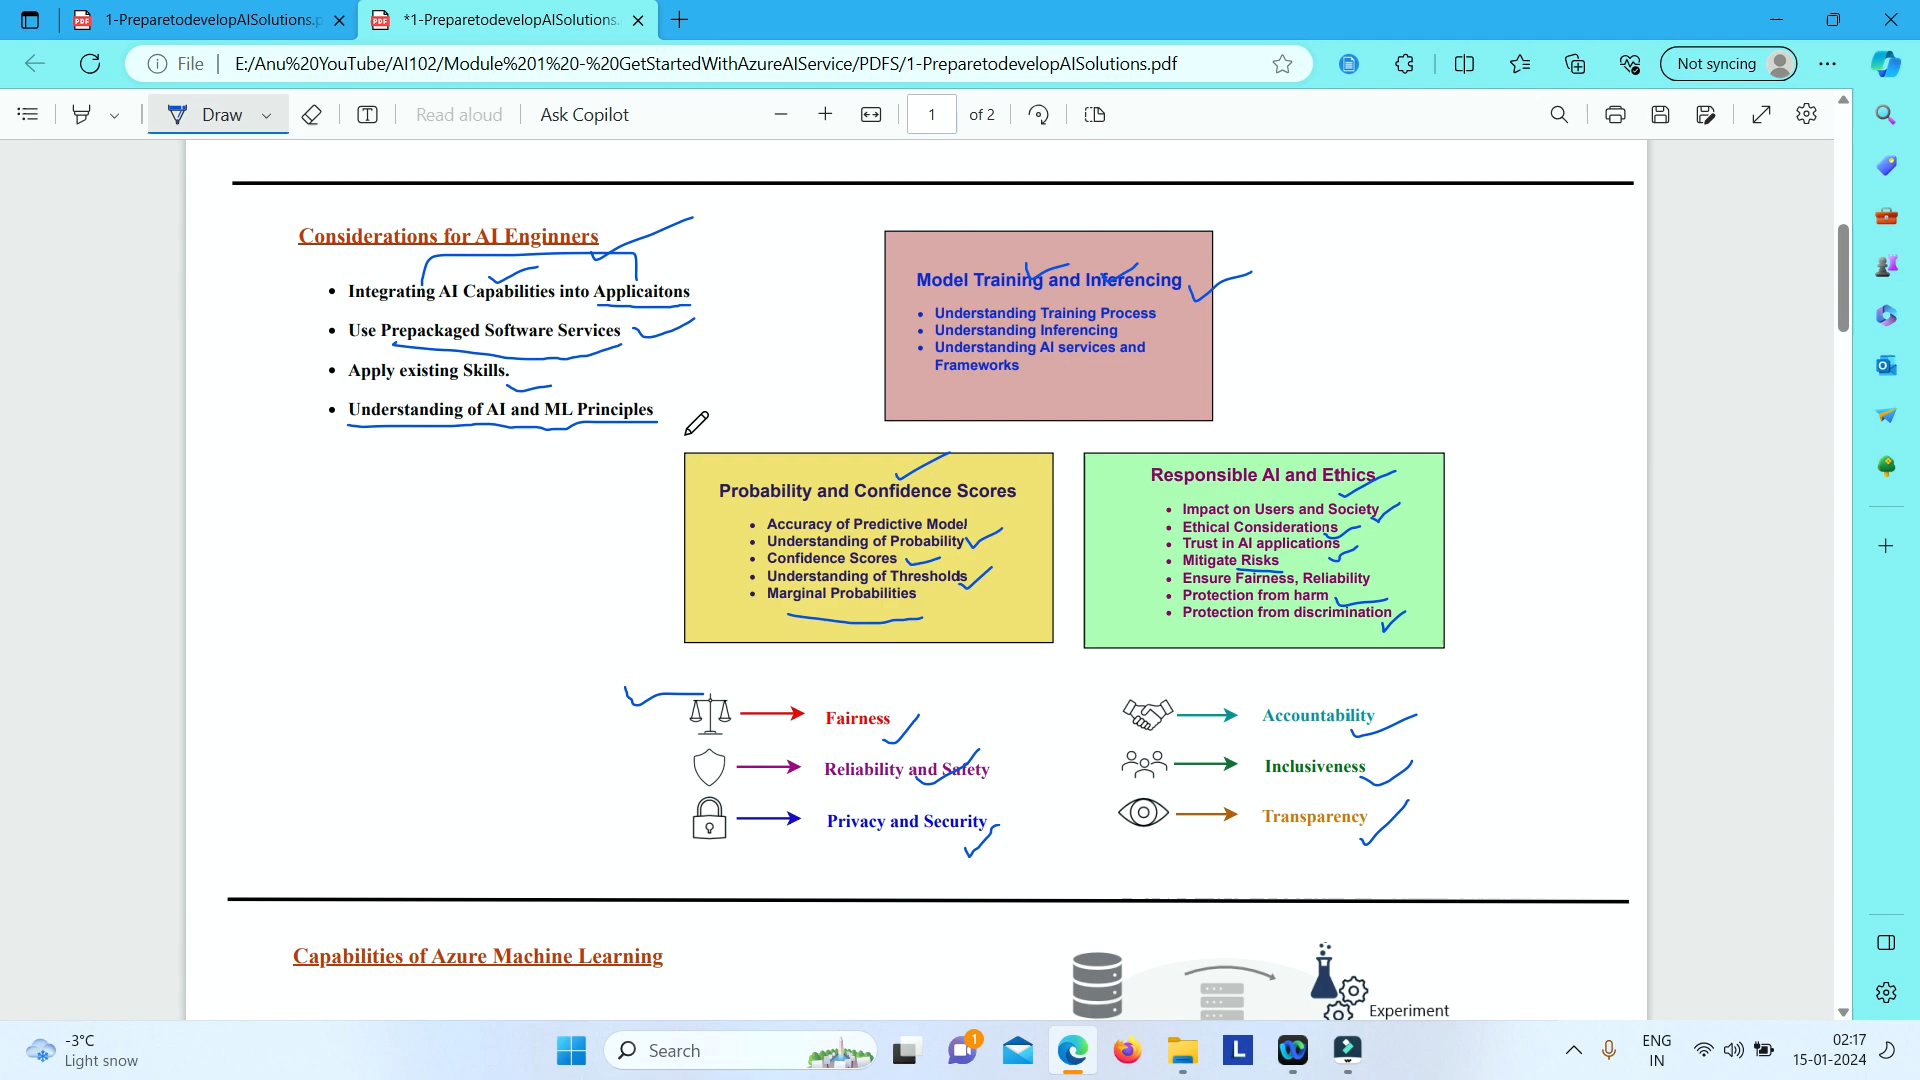 1-PreparetodevelopAISolutions.p
*1-PreparetodevelopAISolutions.
File
E:/Anu%20YouTube/AI102/Module%201%20-%20GetStartedWithAzureAIService/PDFS/1-PreparetodevelopAISolutions.pdf
Not syncing
Draw
Read aloud
Ask Copilot
1
of 2
Considerations for AI Enginners
• Integrating AI Capabilities into Applicaitons
• Use Prepackaged Software Services
• Apply existing Skills.
• Understanding of AI and ML Principles
Model Training and Inferencing
• Understanding Training Process
• Understanding Inferencing
• Understanding AI services and
Frameworks
Probability and Confidence Scores
• Accuracy of Predictive Model
• Understanding of Probability
• Confidence Scores
• Understanding of Thresholds
• Marginal Probabilities
Responsible AI and Ethics
• Impact on Users and Society
• Ethical Considerations
• Trust in AI applications
• Mitigate Risks
• Ensure Fairness, Reliability
• Protection from harm
• Protection from discrimination
Fairness
Reliability and Safety
Privacy and Security
Accountability
Inclusiveness
Transparency
Capabilities of Azure Machine Learning
Experiment
-3°C
Light snow
Search
1
L
ENG
IN
02:17
15-01-2024